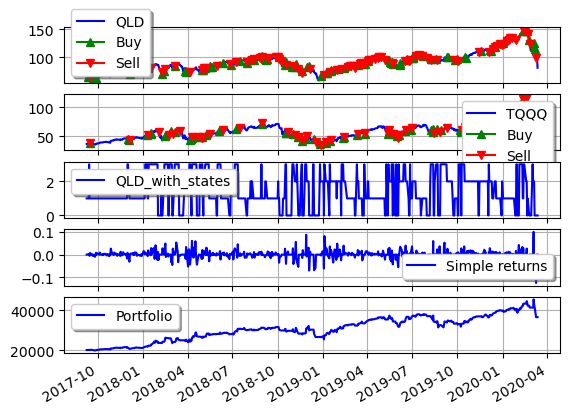 150
100
QLD
Buy
Sell
100
50
TQQQ
Buy
Sell
2
0
QLD_with_states
0.1
0.0
−0.1
Simple returns
40000
20000
Portfolio
2017-10 2018-01 2018-04 2018-07 2018-10 2019-01 2019-04 2019-07 2019-10 2020-01 2020-04